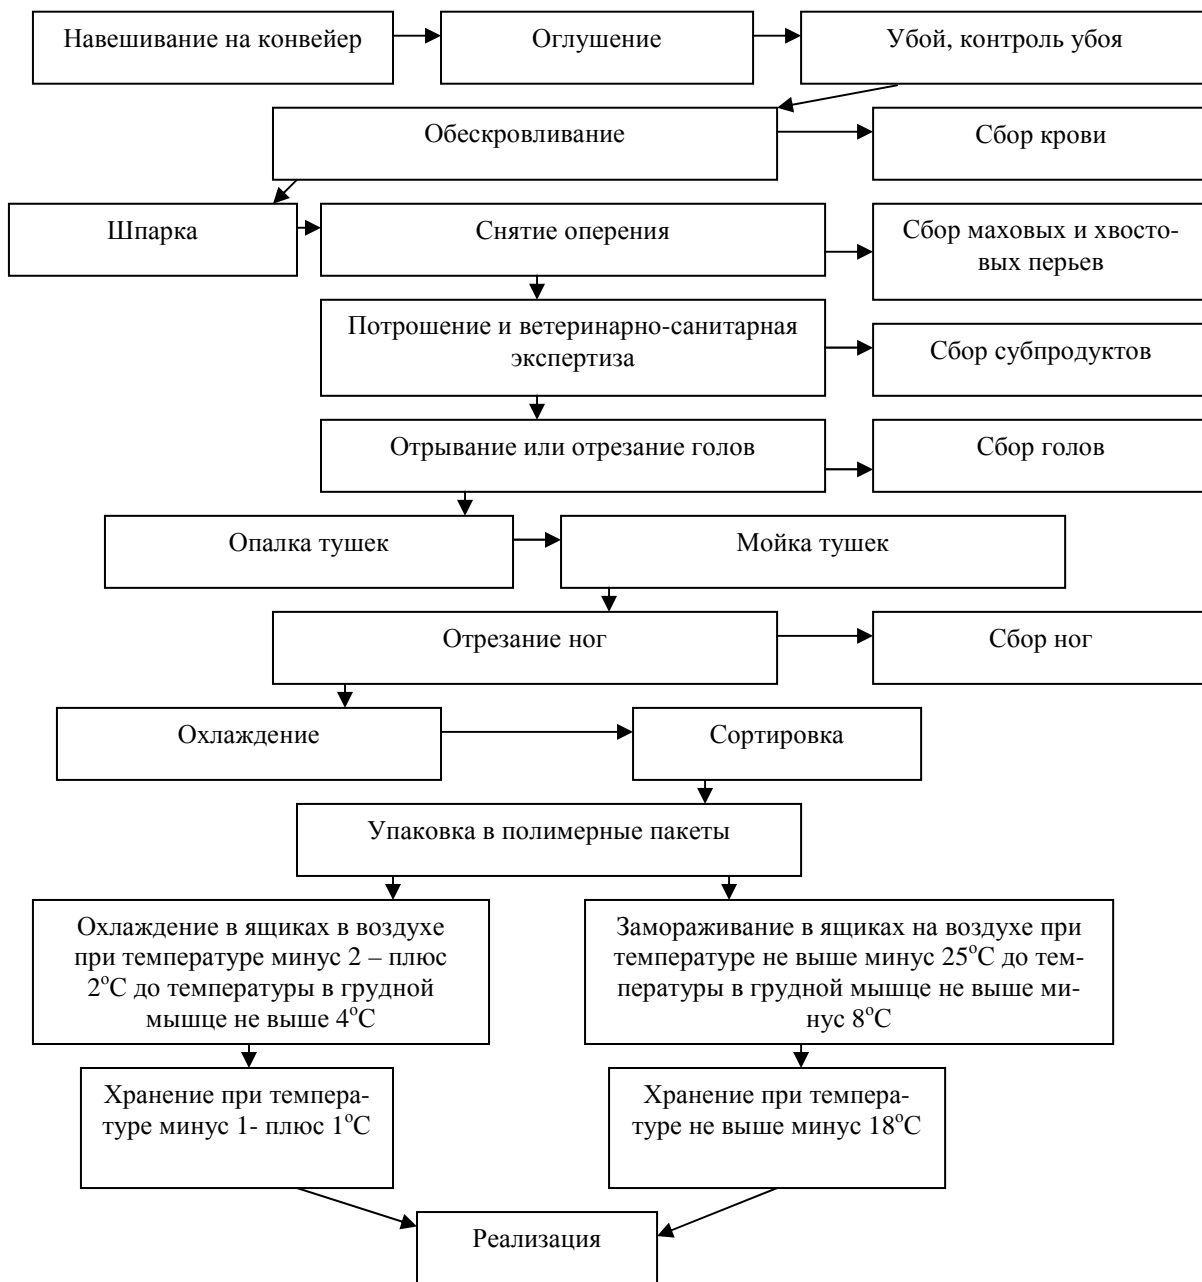 Навешивание на конвейер
Оглушение
Убой, контроль убоя
Обескровливание
Сбор крови
Шпарка
Снятие оперения
Сбор маховых и хвосто-
вых перьев
Потрошение и ветеринарно-санитарная
экспертиза
Сбор субпродуктов
Отрывание или отрезание голов
Сбор голов
Опалка тушек
Мойка тушек
Отрезание ног
Сбор ног
Охлаждение
Сортировка
Упаковка в полимерные пакеты
Охлаждение в ящиках в воздухе
при температуре минус 2 – плюс
2°С до температуры в грудной
мышце не выше 4°С
Замораживание в ящиках на воздухе при
температуре не выше минус 25°С до тем-
пературы в грудной мышце не выше ми-
нус 8°С
Хранение при темпера-
туре минус 1- плюс 1°С
Хранение при темпера-
туре не выше минус 18°С
Реализация